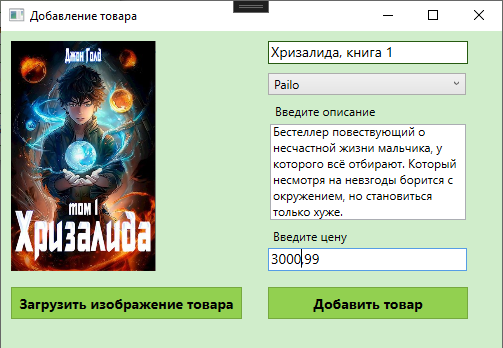 Добавление товара
Джон Голд
том 1
Хризалида
Хризалида, книга 1
Pailo
Введите описание
Бестеллер повествующий о
несчастной жизни мальчика, у
которого всё отбирают. Который
несмотря на невзгоды борится с
окружением, но становиться
только хуже.
Введите цену
3000,99
Загрузить изображение товара
Добавить товар